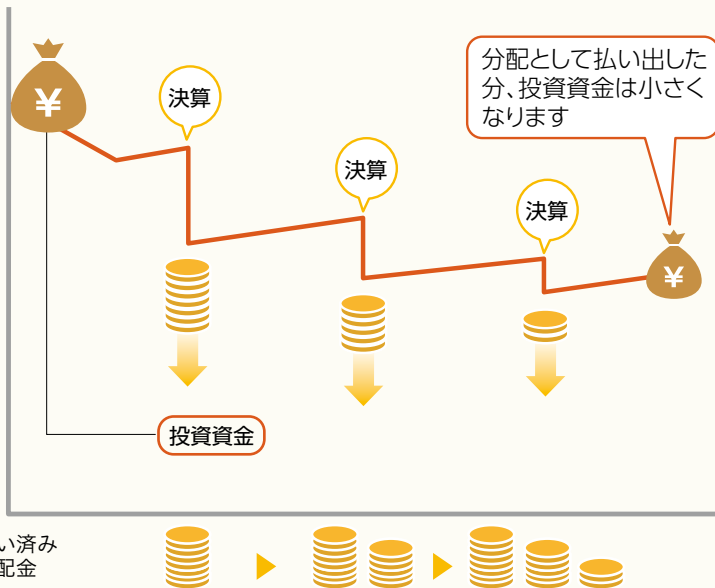 分配として払い出した
分、投資資金は小さく
なります
決算
決算
決算
¥
¥
投資資金
い済み
配金